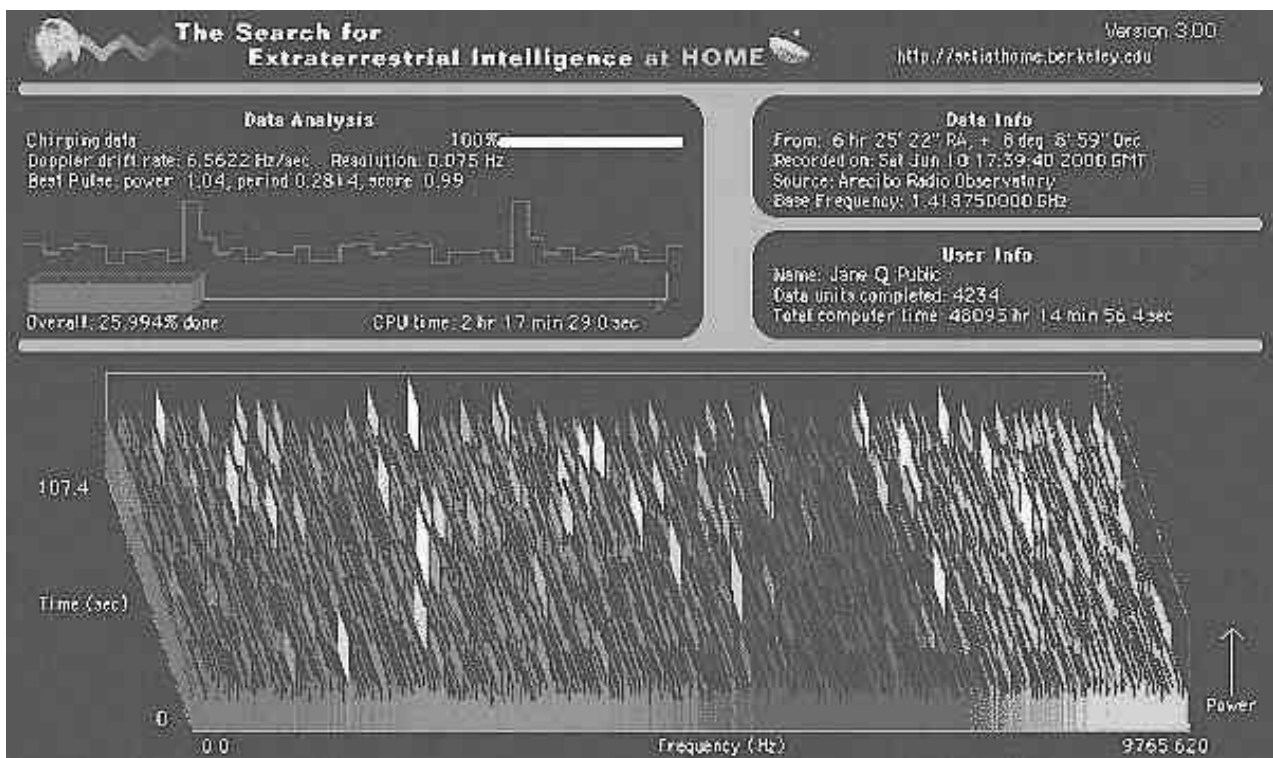 The Search for
Extraterrestrial Intelligence at HOME
Version 3.00
http://setiathome.berkeley.edu
Data Analysis
Chirping data 100%
Doppler drift rate: 6.5622 Hz/sec Resolution: 0.075 Hz
Best Pulse: power 1.04, period 0.2814, score 0.99
Overall: 25.994% done CPU time: 2 hr 17 min 29.0 sec
Data Info
From: 6 hr 25' 22" RA, + 8 deg 8' 59" Dec
Recorded on: Sat Jun 10 17:39:40 2000 GMT
Source: Arecibo Radio Observatory
Base Frequency: 1.418750000 GHz
User Info
Name: Jane Q Public
Data units completed: 4234
Total computer time: 48095 hr 14 min 56.4 sec
107.4
Time (sec)
0
Power
0.0 Frequency (Hz) 9765.620